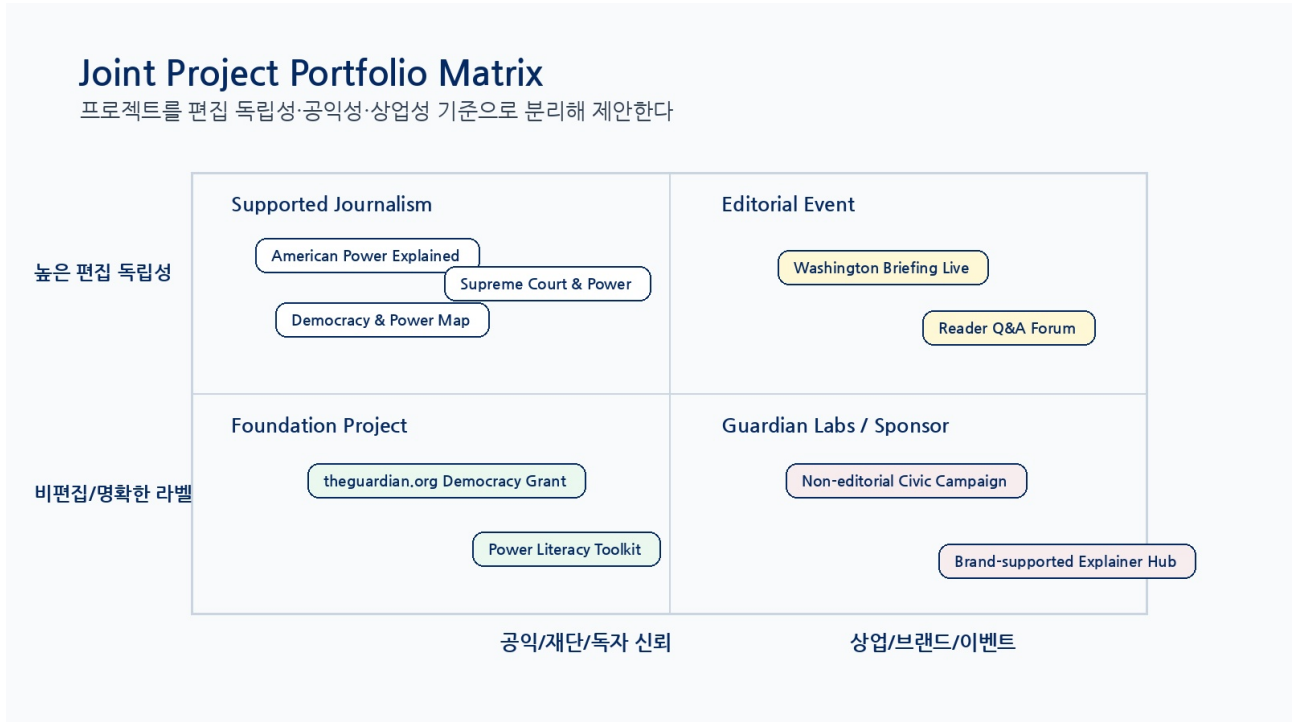 Joint Project Portfolio Matrix
프로젝트를 편집 독립성·공익성·상업성 기준으로 분리해 제안한다
높은 편집 독립성
Supported Journalism
American Power Explained
Supreme Court & Power
Democracy & Power Map
Editorial Event
Washington Briefing Live
Reader Q&A Forum
비편집/명확한 라벨
Foundation Project
theguardian.org Democracy Grant
Power Literacy Toolkit
Guardian Labs / Sponsor
Non-editorial Civic Campaign
Brand-supported Explainer Hub
공익/재단/독자 신뢰
상업/브랜드/이벤트